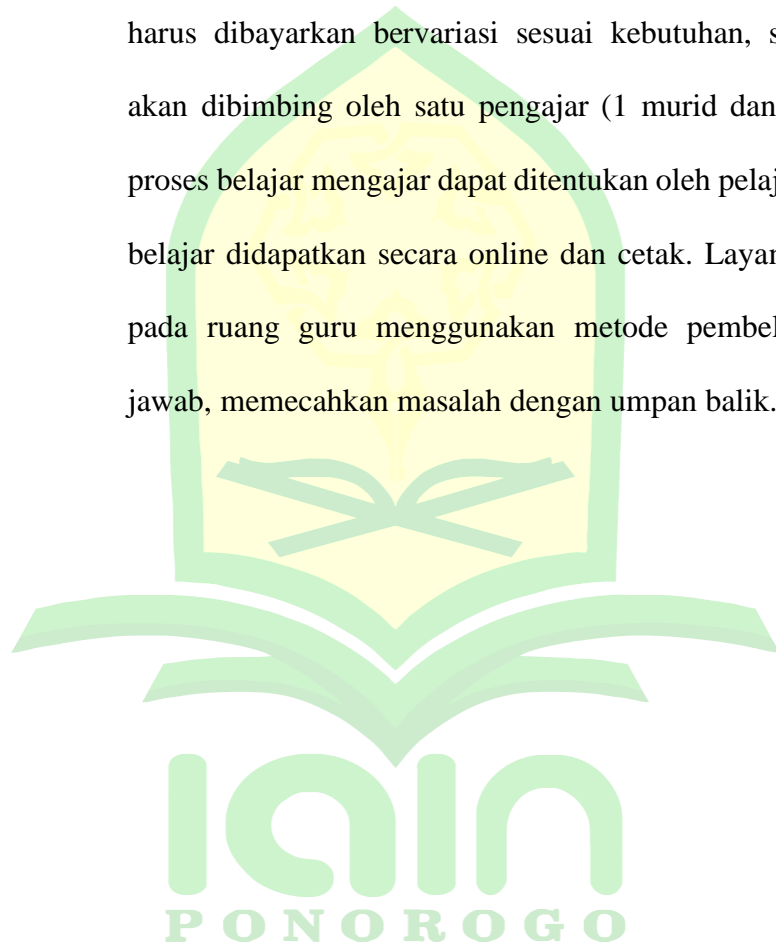 harus dibayarkan bervariasi sesuai kebutuhan, s
akan dibimbing oleh satu pengajar (1 murid dan
proses belajar mengajar dapat ditentukan oleh pelaj
belajar didapatkan secara online dan cetak. Layan
pada ruang guru menggunakan metode pembel
jawab, memecahkan masalah dengan umpan balik.
IAIN
PONOROGO